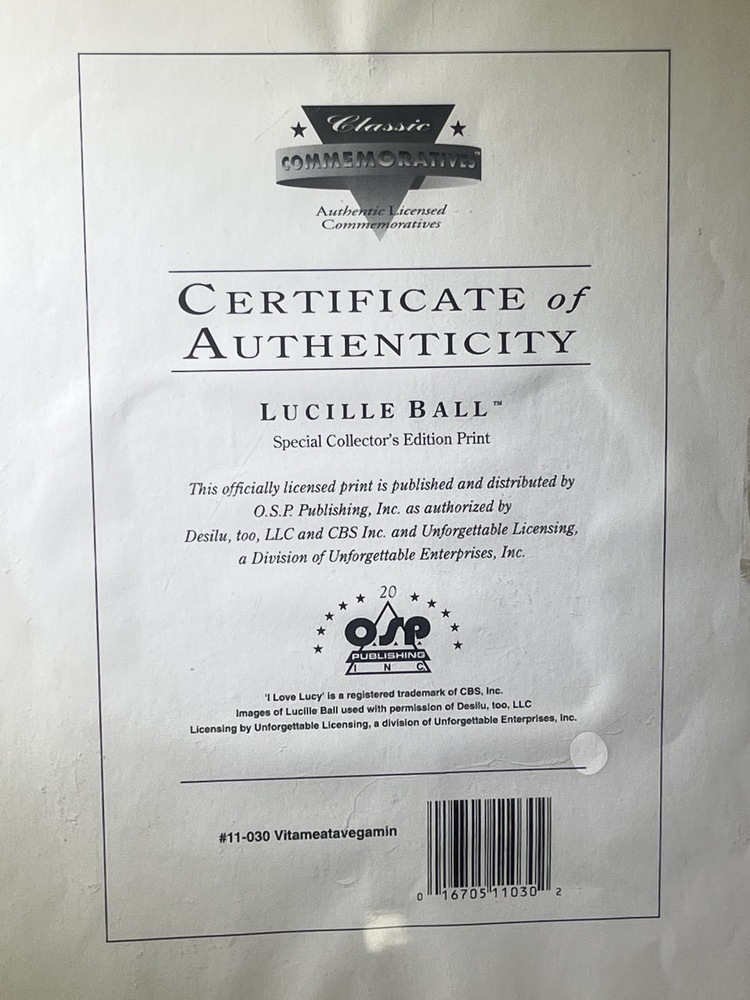 Classic
COMMEMORATIVES™
Authentic Licensed
Commemoratives
CERTIFICATE of
AUTHENTICITY
LUCILLE BALL™
Special Collector's Edition Print
This officially licensed print is published and distributed by
O.S.P. Publishing, Inc. as authorized by
Desilu, too, LLC and CBS Inc. and Unforgettable Licensing,
a Division of Unforgettable Enterprises, Inc.
20
OSP
PUBLISHING
INC.
'I Love Lucy' is a registered trademark of CBS, Inc.
Images of Lucille Ball used with permission of Desilu, too, LLC
Licensing by Unforgettable Licensing, a division of Unforgettable Enterprises, Inc.
#11-030 Vitameatavegamin
0 16705 11030 2